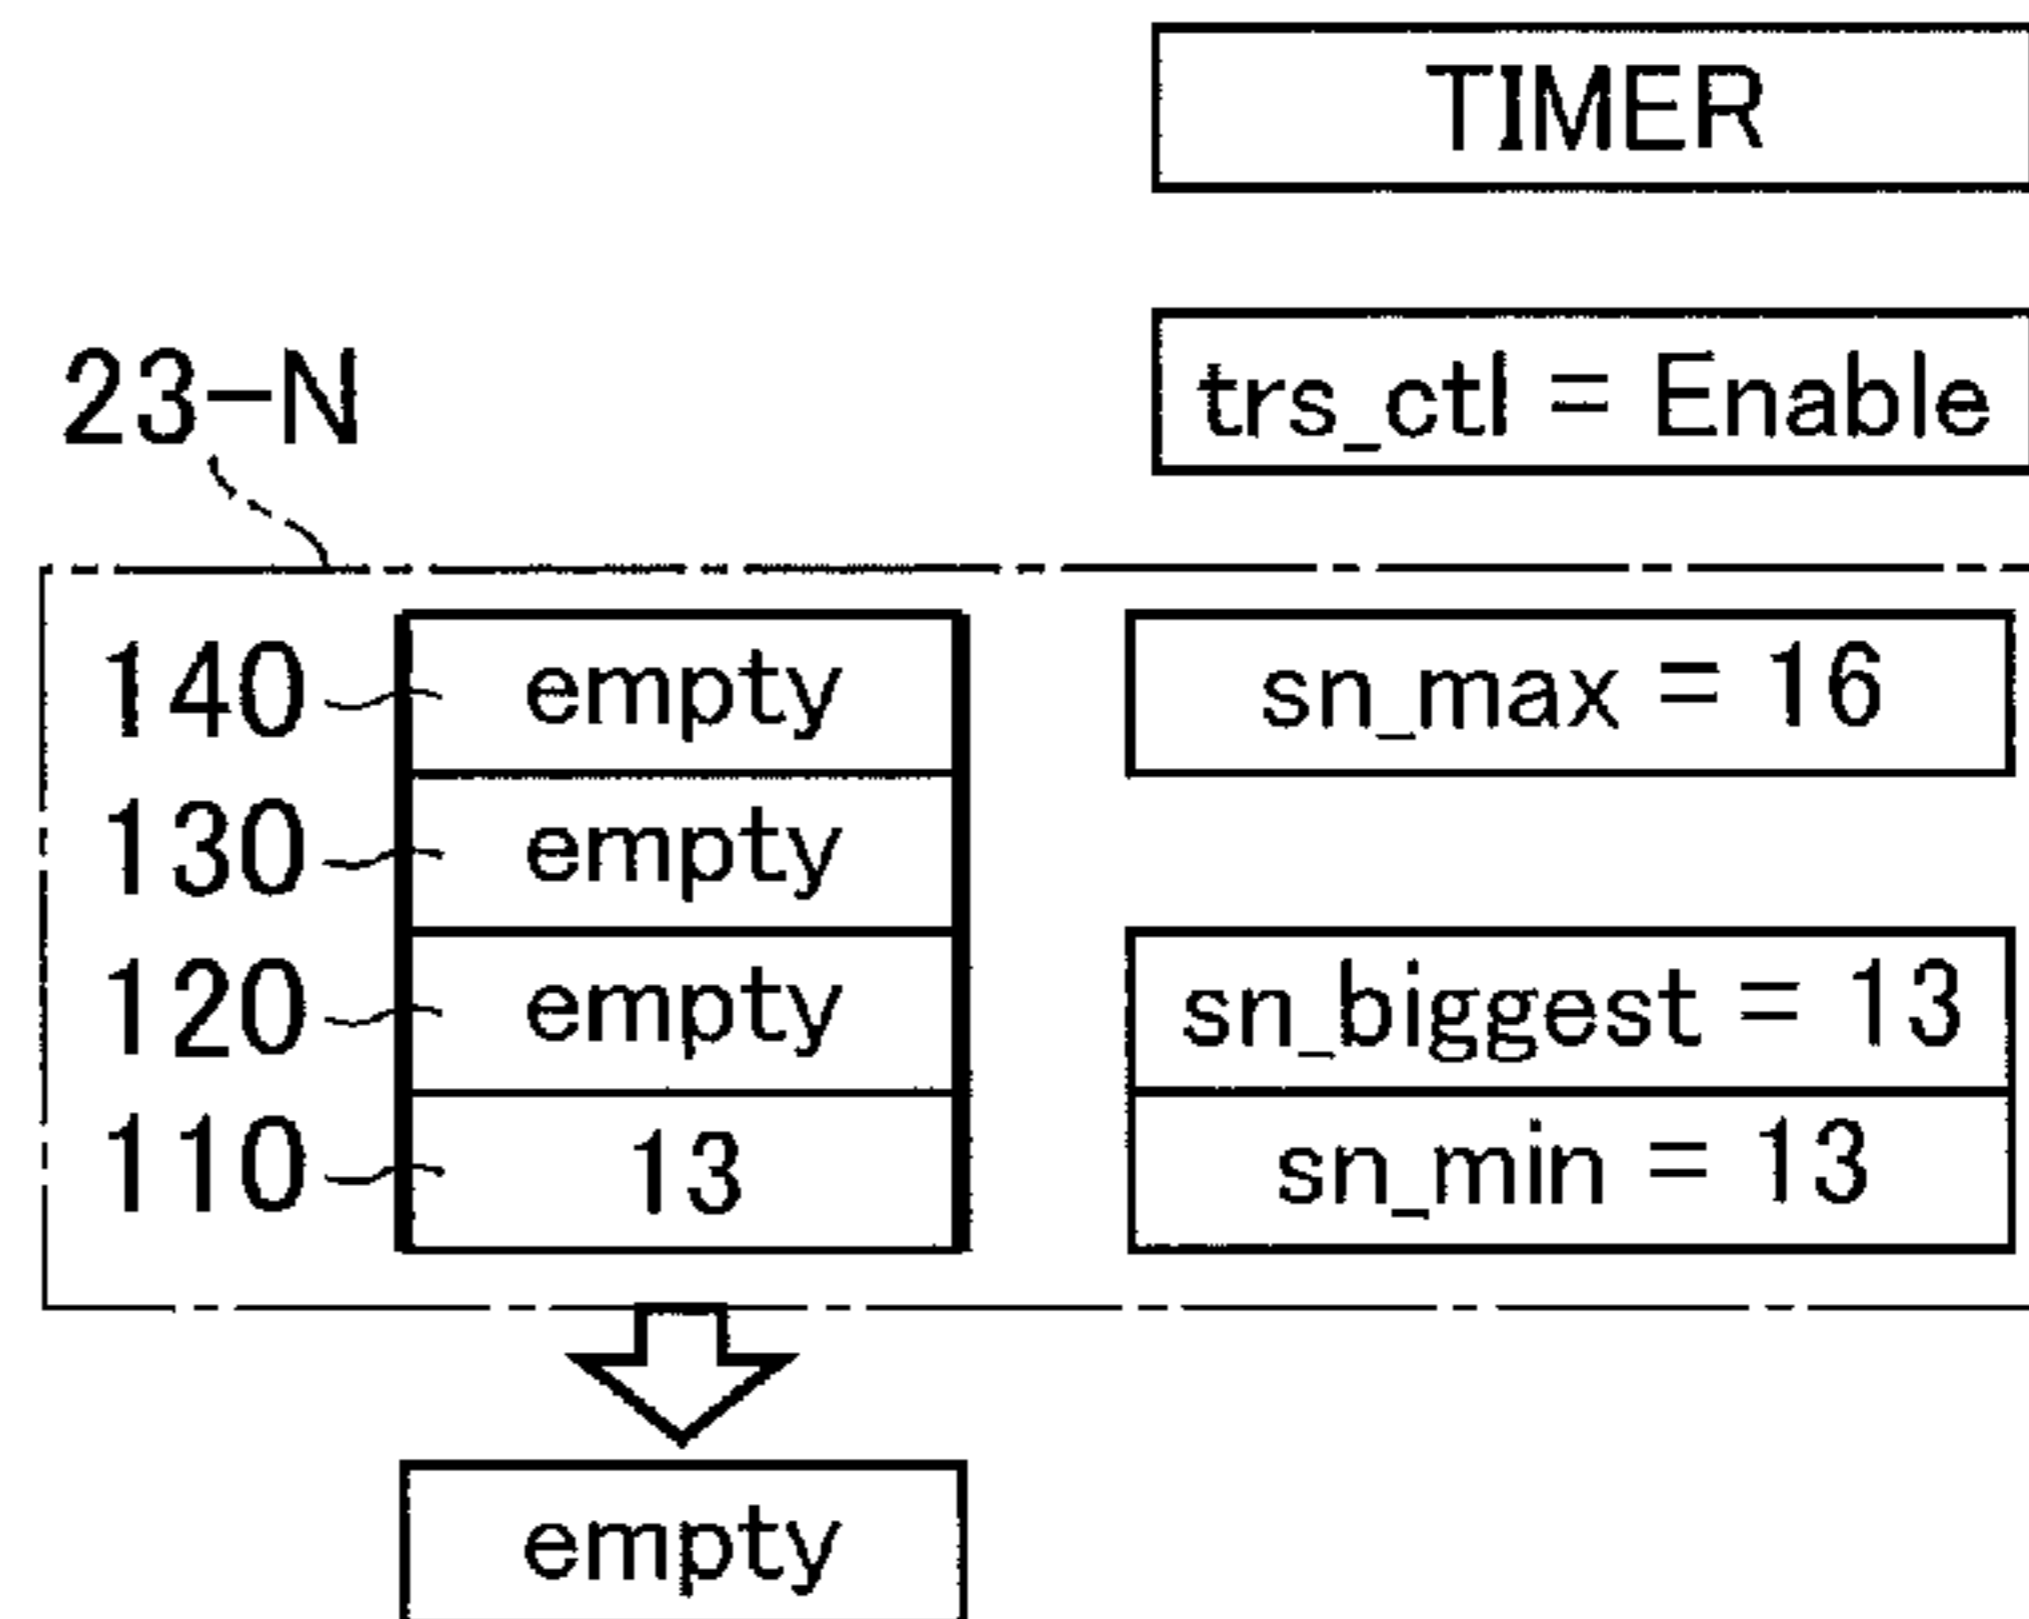 TIMER
trs_ctl = Enable
23-N
140 empty sn_max = 16
130 empty
120 empty sn_biggest = 13
110 13 sn_min = 13
empty